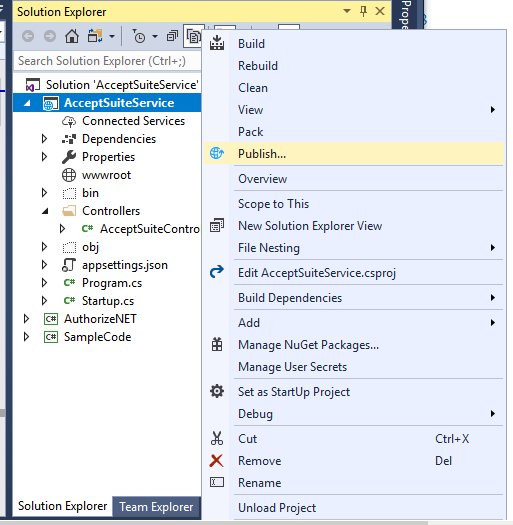 Solution Explorer
Prope
Search Solution Explorer (Ctrl+;)
Solution 'AcceptSuiteService'
AcceptSuiteService
Connected Services
Dependencies
Properties
wwwroot
bin
Controllers
C# AcceptSuiteContro
obj
appsettings.json
C# Program.cs
C# Startup.cs
C# AuthorizeNET
C# SampleCode
Solution Explorer Team Explorer
Build
Rebuild
Clean
View
Pack
Publish...
Overview
Scope to This
New Solution Explorer View
File Nesting
Edit AcceptSuiteService.csproj
Build Dependencies
Add
Manage NuGet Packages...
Manage User Secrets
Set as StartUp Project
Debug
Cut Ctrl+X
Remove Del
Rename
Unload Project